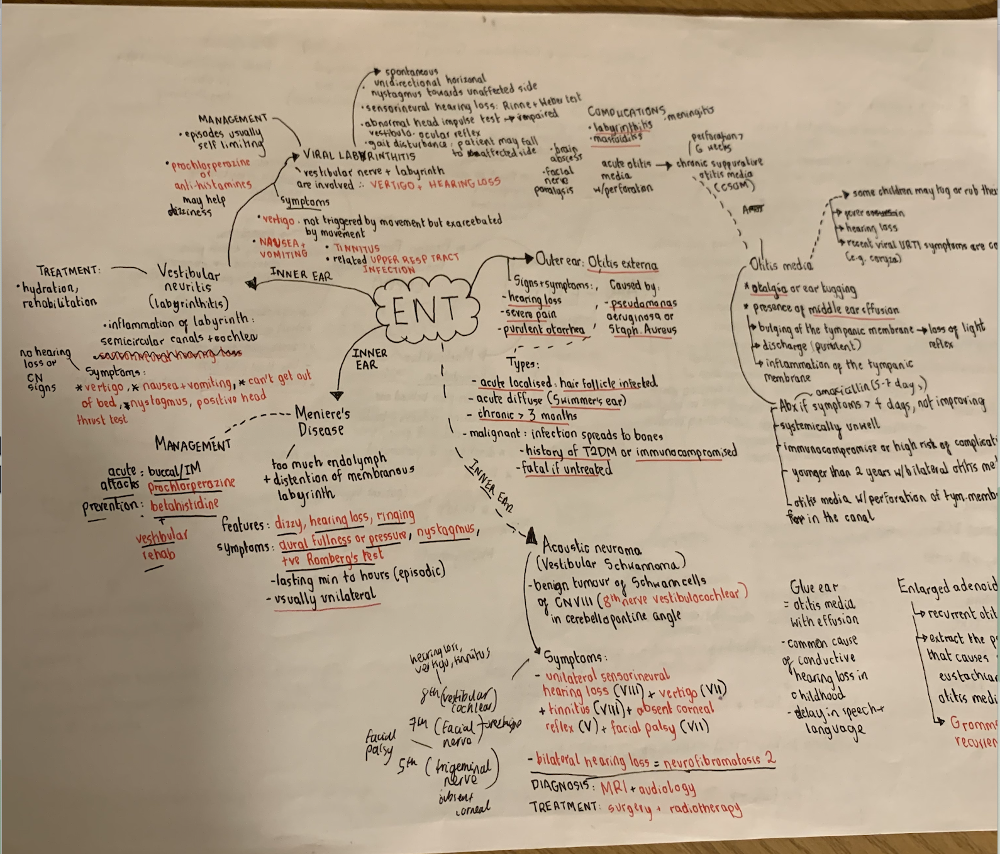 spontaneous
unidirectional horizonal
nystagmus towards unaffected side
• sensorineural hearing loss: Rinne + Weber test
• abnormal head impulse test → impaired
vestibulo-ocular reflex
• gait disturbance: patient may fall
to affected side
MANAGEMENT
• episodes usually
self limiting
• prochlorperazine
or
anti-histamines
may help
dizziness
VIRAL LABYRINTHITIS
vestibular nerve + labyrinth
are involved ∴ VERTIGO + HEARING LOSS
symptoms
• vertigo. not triggered by movement but exarcebated
by movement
• NAUSEA +
VOMITING
• TINNITUS
• related UPPER RESP TRACT
INFECTION
COMPLICATIONS
• meningitis
• labyrinthitis
• mastoiditis
• brain
abscess
• facial
nerve
paralysis
acute otitis → chronic suppurative
media
w/perforation
otitis media
(CSOM)
perforation >
6 weeks
TREATMENT:
• hydration,
rehabilitation
Vestibular
neuritis
(labyrinthitis)
• inflammation of labyrinth:
semicircular canals + cochlea
sensorineural hearing loss
no hearing
loss or
CN
signs
Symptoms:
* vertigo, * nausea + vomiting, * can't get out
of bed, * nystagmus, positive head
thrust test
INNER EAR
ENT
INNER
EAR
Meniere's
Disease
too much endolymph
+ distention of membranous
labyrinth
MANAGEMENT
acute : buccal/IM
attacks prochlorperazine
prevention: betahistidine
+
vestibular
rehab
features: dizzy, hearing loss, ringing
symptoms: aural fullness or pressure, nystagmus,
+ve Romberg's test
- lasting min to hours (episodic)
- usually unilateral
Outer ear: Otitis externa
Signs + symptoms:
- hearing loss
- severe pain
- purulent otorrhea
Caused by:
- pseudomonas
aeruginosa or
Staph. Aureus
Types:
- acute localised: hair follicle infected
- acute diffuse (Swimmer's ear)
- chronic > 3 months
- malignant: infection spreads to bones
- history of T2DM or immunocompromised
- fatal if untreated
INNER EAR
Acoustic neuroma
(Vestibular Schwannoma)
- benign tumour of Schwann cells
of CNVIII (8th nerve vestibulocochlear)
in cerebellopontine angle
Symptoms:
- unilateral sensorineural
hearing loss (VIII) + vertigo (VII)
+ tinnitus (VIII) + absent corneal
reflex (V) + facial palsy (VII)
- bilateral hearing loss = neurofibromatosis 2
DIAGNOSIS: MRI + audiology
TREATMENT: surgery + radiotherapy
hearing loss,
vertigo, tinnitus
8th (vestibular
cochlear)
7th (facial
nerve)
facial
palsy
5th (trigeminal
nerve)
absent
corneal
Otitis media
some children may tug or rub thei
fever
hearing loss
recent viral URTI symptoms are co
(e.g. coryza)
* otalgia or ear tugging
* presence of middle ear effusion
bulging of the tympanic membrane → loss of light
reflex
discharge (purulent)
inflammation of the tympanic
membrane
amoxicillin (5-7 days)
Abx if symptoms > 4 days, not improving
systemically unwell
immunocompromise or high risk of complicati
younger than 2 years w/bilateral otitis me
otitis media w/perforation of tym. memb
in the canal
Glue ear
= otitis media
with effusion
- common cause
of conductive
hearing loss in
childhood
- delay in speech +
language
Enlarged adenoid
recurrent otit
extract the p
that causes
eustachian
otitis medi
Gromm
recurren